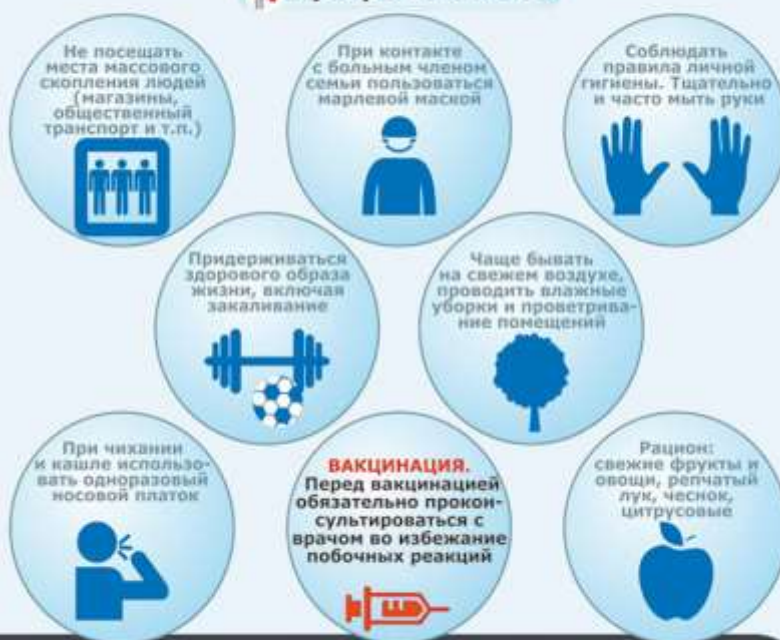 Не посещать
места массового
скопления людей
(магазины,
общественный
транспорт и т.п.)
При контакте
с больным членом
семьи пользоваться
марлевой маской
Соблюдать
правила личной
гигиены. Тщательно
и часто мыть руки
Придерживаться
здорового образа
жизни, включая
закаливание
Чаще бывать
на свежем воздухе,
проводить влажные
уборки и проветрива-
ние помещений
При чихании
и кашле использо-
вать одноразовый
носовой платок
ВАКЦИНАЦИЯ.
Перед вакцинацией
обязательно прокон-
сультироваться с
врачом во избежание
побочных реакций
Рацион:
свежие фрукты и
овощи, репчатый
лук, чеснок,
цитрусовые